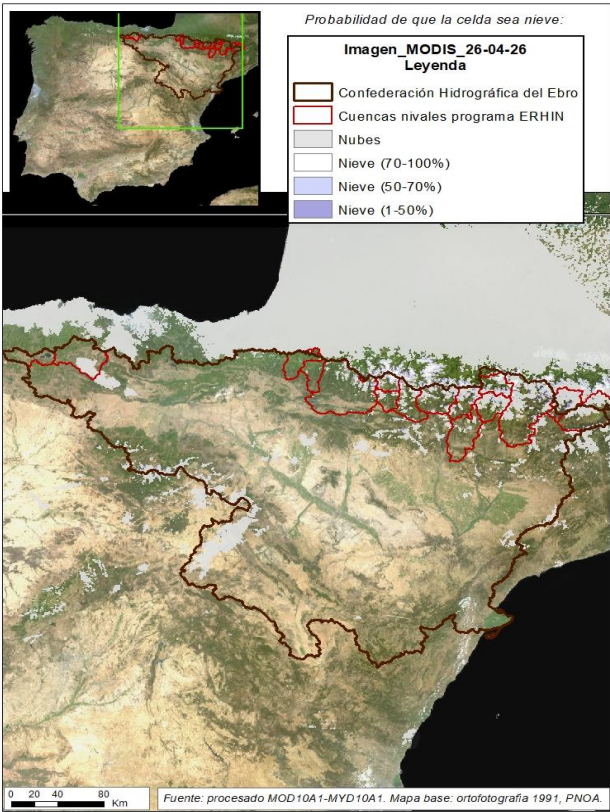 Probabilidad de que la celda sea nieve:
Imagen_MODIS_26-04-26
Leyenda
Confederación Hidrográfica del Ebro
Cuencas nivales programa ERHIN
Nubes
Nieve (70-100%)
Nieve (50-70%)
Nieve (1-50%)
0 20 40 80
Km
Fuente: procesado MOD10A1-MYD10A1. Mapa base: ortofotografía 1991, PNOA.